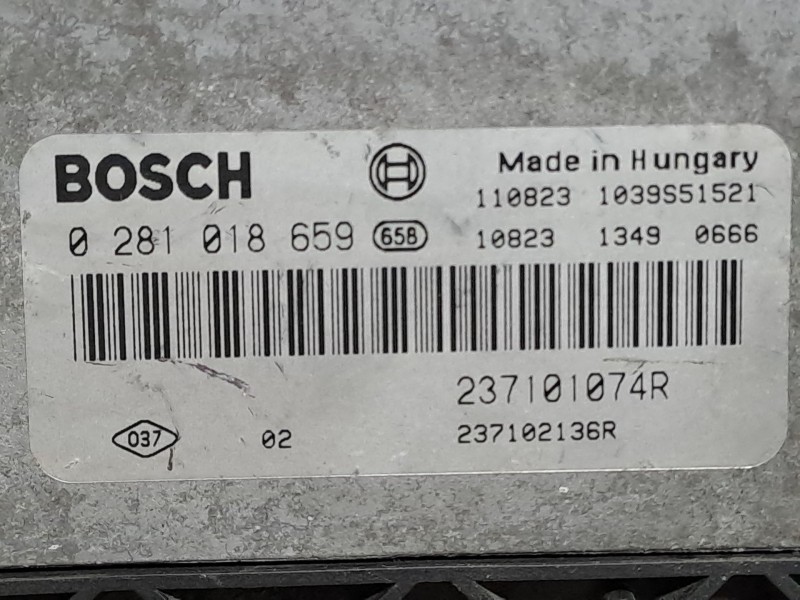 BOSCH
Made in Hungary
110823 1039S51521
0 281 018 659 658
10823 1349 0666
237101074R
037 02 237102136R